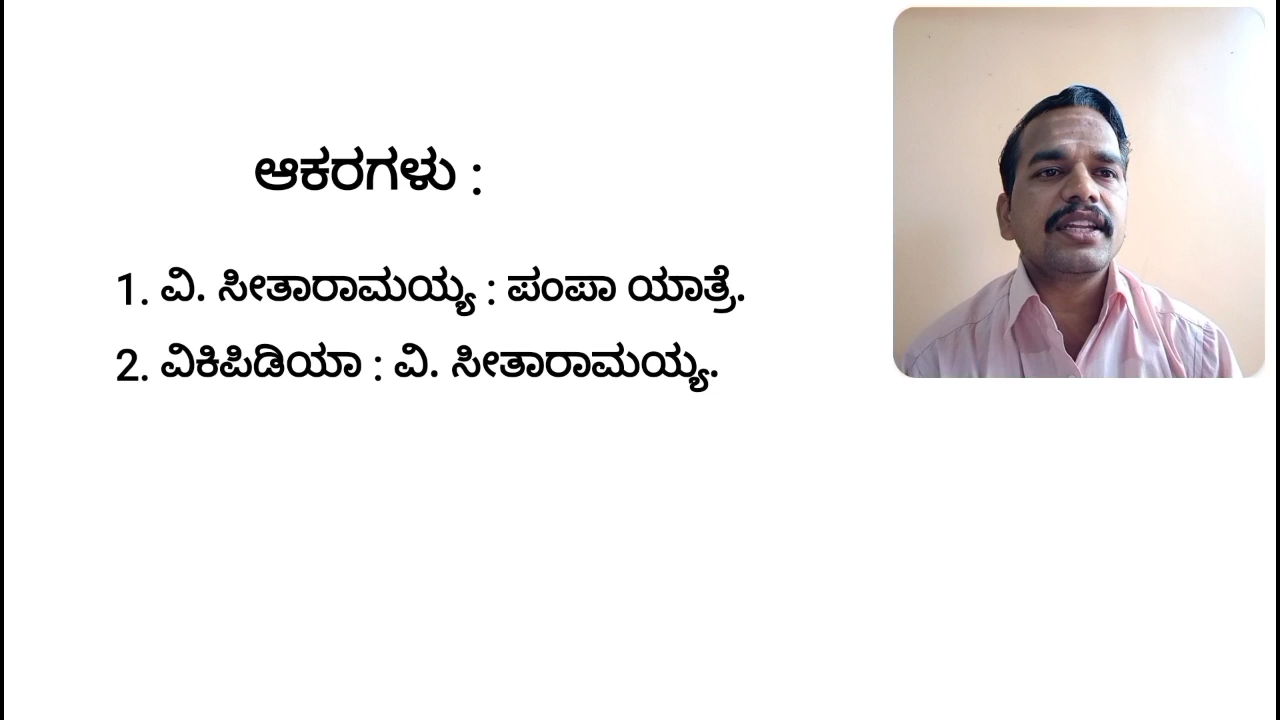 ಆಕರಗಳು :
1. ವಿ. ಸೀತಾರಾಮಯ್ಯ : ಪಂಪಾ ಯಾತ್ರೆ.
2. ವಿಕಿಪಿಡಿಯಾ : ವಿ. ಸೀತಾರಾಮಯ್ಯ.